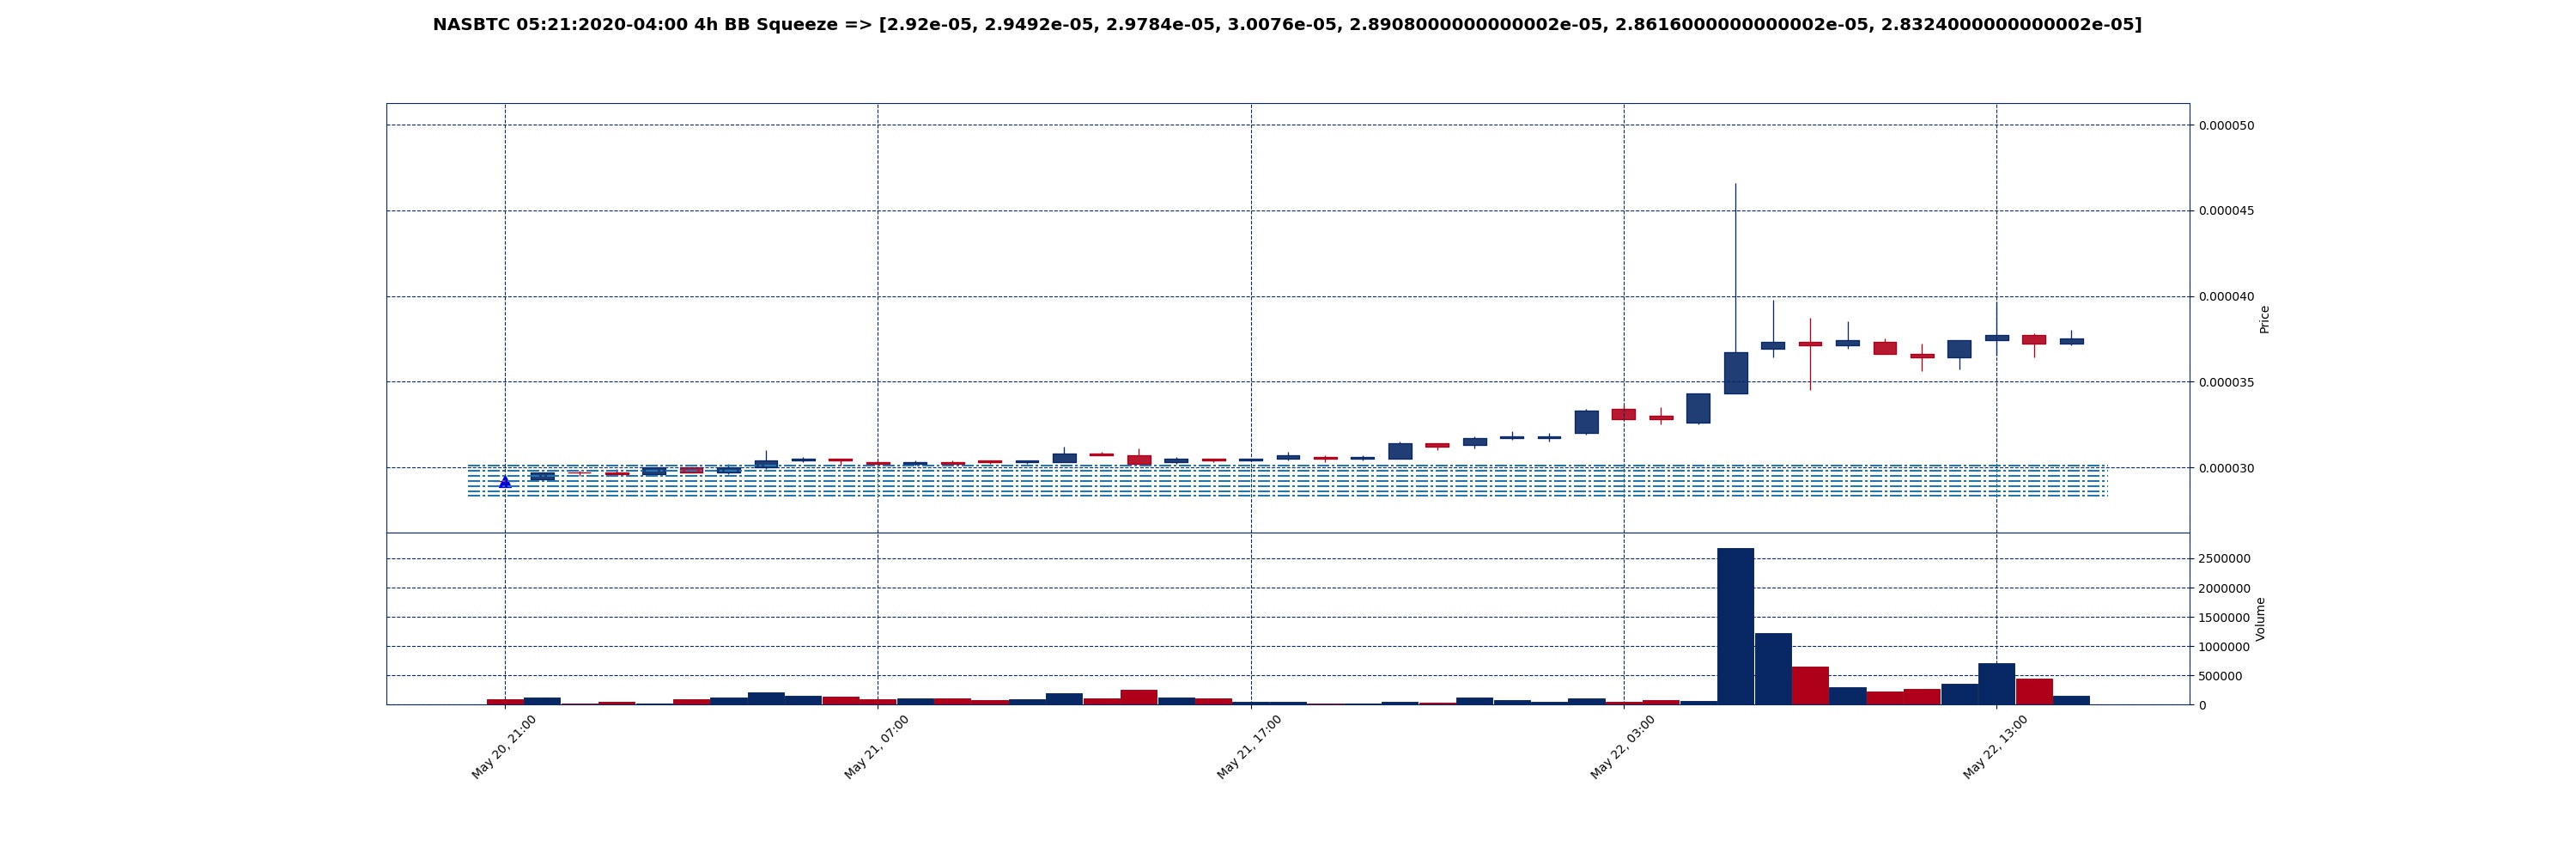 NASBTC 05:21:2020-04:00 4h BB Squeeze => [2.92e-05, 2.9492e-05, 2.9784e-05, 3.0076e-05, 2.8908000000000002e-05, 2.8616000000000002e-05, 2.8324000000000002e-05]
0.000050
0.000045
0.000040
Price
0.000035
0.000030
2500000
2000000
1500000
Volume
1000000
500000
0
May 20, 21:00
May 21, 07:00
May 21, 17:00
May 22, 03:00
May 22, 13:00